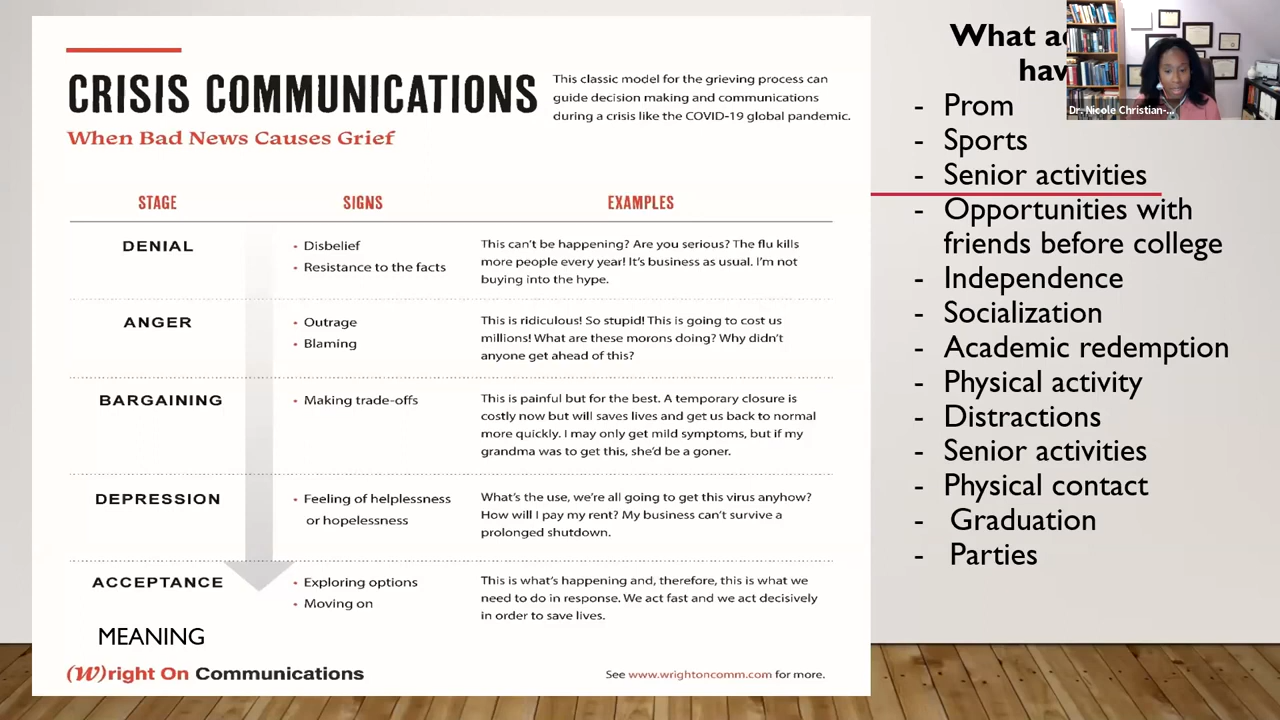 CRISIS COMMUNICATIONS
When Bad News Causes Grief
This classic model for the grieving process can
guide decision making and communications
during a crisis like the COVID-19 global pandemic.
STAGE SIGNS EXAMPLES
DENIAL
• Disbelief
• Resistance to the facts
This can't be happening? Are you serious? The flu kills
more people every year! It's business as usual. I'm not
buying into the hype.
ANGER
• Outrage
• Blaming
This is ridiculous! So stupid! This is going to cost us
millions! What are these morons doing? Why didn't
anyone get ahead of this?
BARGAINING
• Making trade-offs
This is painful but for the best. A temporary closure is
costly now but will saves lives and get us back to normal
more quickly. I may only get mild symptoms, but if my
grandma was to get this, she'd be a goner.
DEPRESSION
• Feeling of helplessness
or hopelessness
What's the use, we're all going to get this virus anyhow?
How will I pay my rent? My business can't survive a
prolonged shutdown.
ACCEPTANCE
• Exploring options
• Moving on
This is what's happening and, therefore, this is what we
need to do in response. We act fast and we act decisively
in order to save lives.
MEANING
(W)right On Communications
See www.wrightoncomm.com for more.
What
- Prom
- Sports
- Senior activities
- Opportunities with
friends before college
- Independence
- Socialization
- Academic redemption
- Physical activity
- Distractions
- Senior activities
- Physical contact
- Graduation
- Parties
Dr. Nicole Christian-...